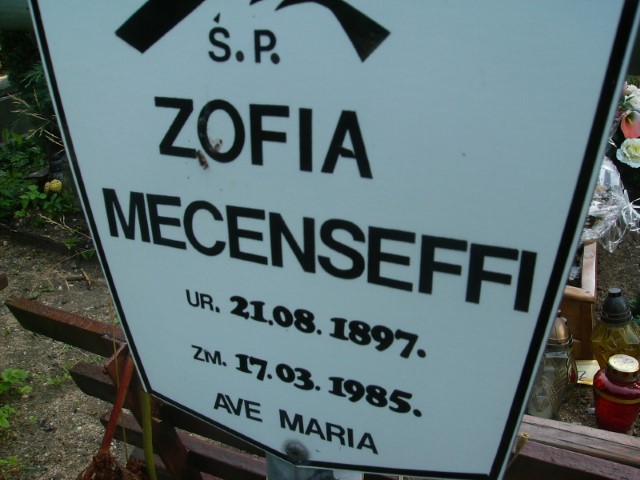 Ś.P.
ZOFIA
MECENSEFFI
UR. 21.08.1897.
ZM. 17.03.1985.
AVE MARIA